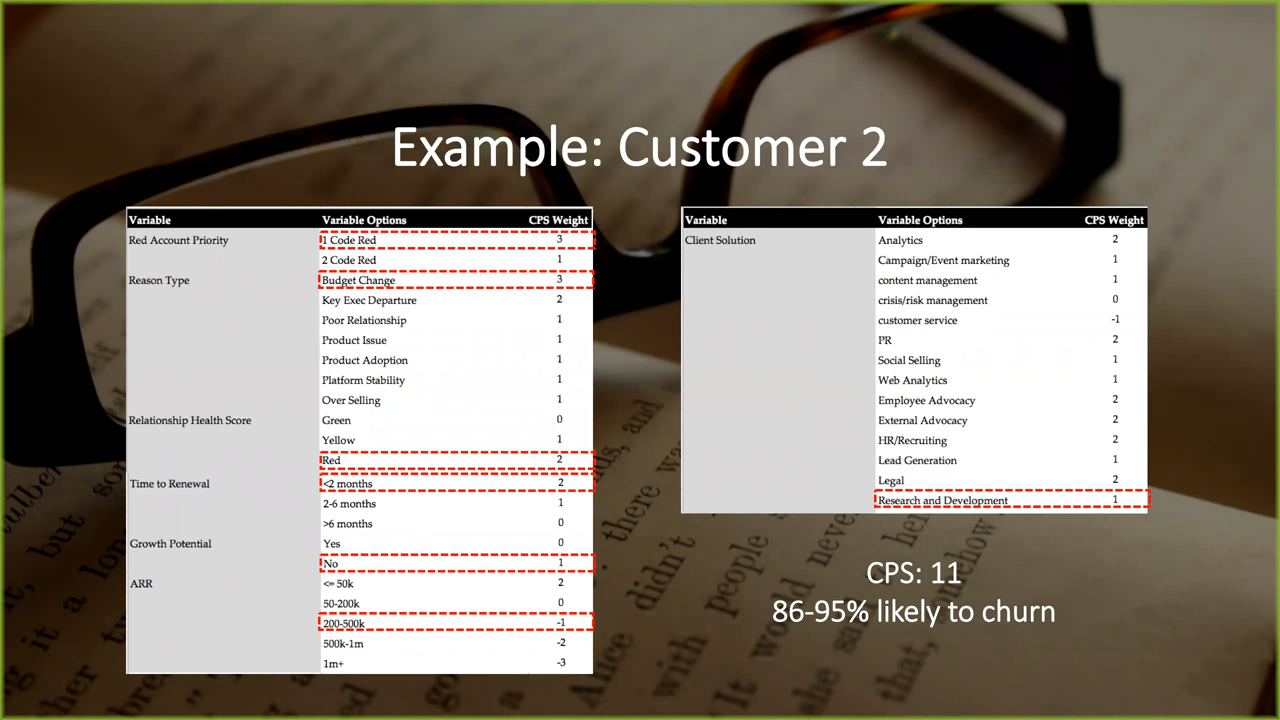 Example: Customer 2
Variable Variable Options CPS Weight
Red Account Priority 1 Code Red 3
2 Code Red 1
Reason Type Budget Change 3
Key Exec Departure 2
Poor Relationship 1
Product Issue 1
Product Adoption 1
Platform Stability 1
Over Selling 1
Relationship Health Score Green 0
Yellow 1
Red 2
Time to Renewal <2 months 2
2-6 months 1
>6 months 0
Growth Potential Yes 0
No 1
ARR <= 50k 2
50-200k 0
200-500k -1
500k-1m -2
1m+ -3
Variable Variable Options CPS Weight
Client Solution Analytics 2
Campaign/Event marketing 1
content management 1
crisis/risk management 0
customer service -1
PR 2
Social Selling 1
Web Analytics 1
Employee Advocacy 2
External Advocacy 2
HR/Recruiting 2
Lead Generation 1
Legal 2
Research and Development 1
CPS: 11
86-95% likely to churn